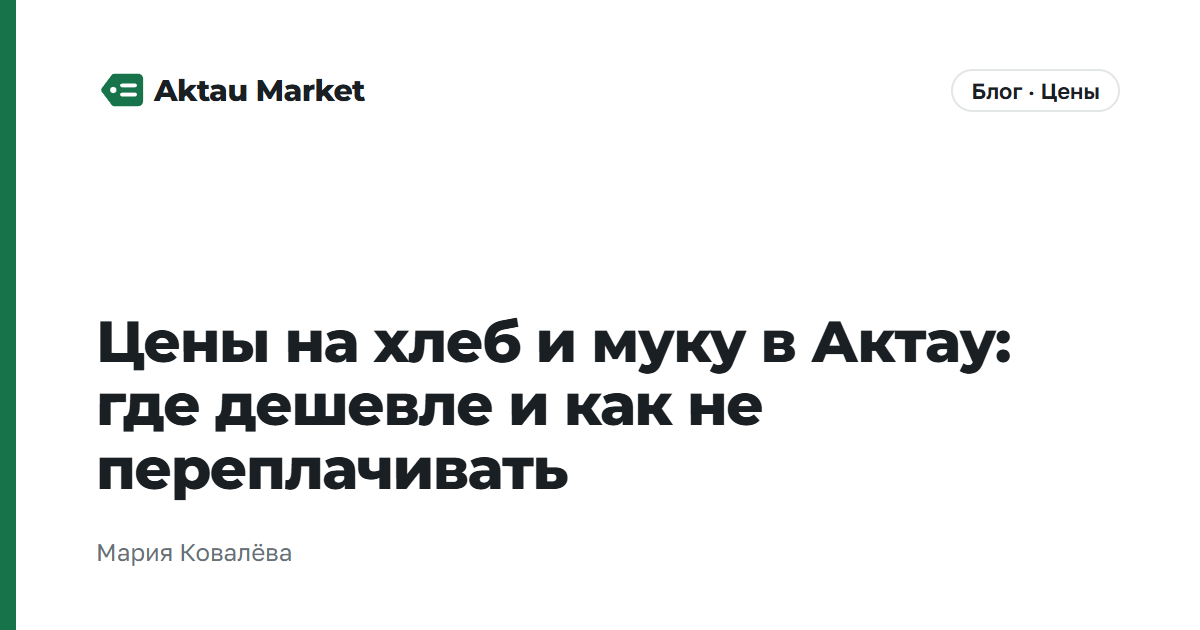 Aktau Market
Блог · Цены
Цены на хлеб и муку в Актау:
где дешевле и как не
переплачивать
Мария Ковалёва